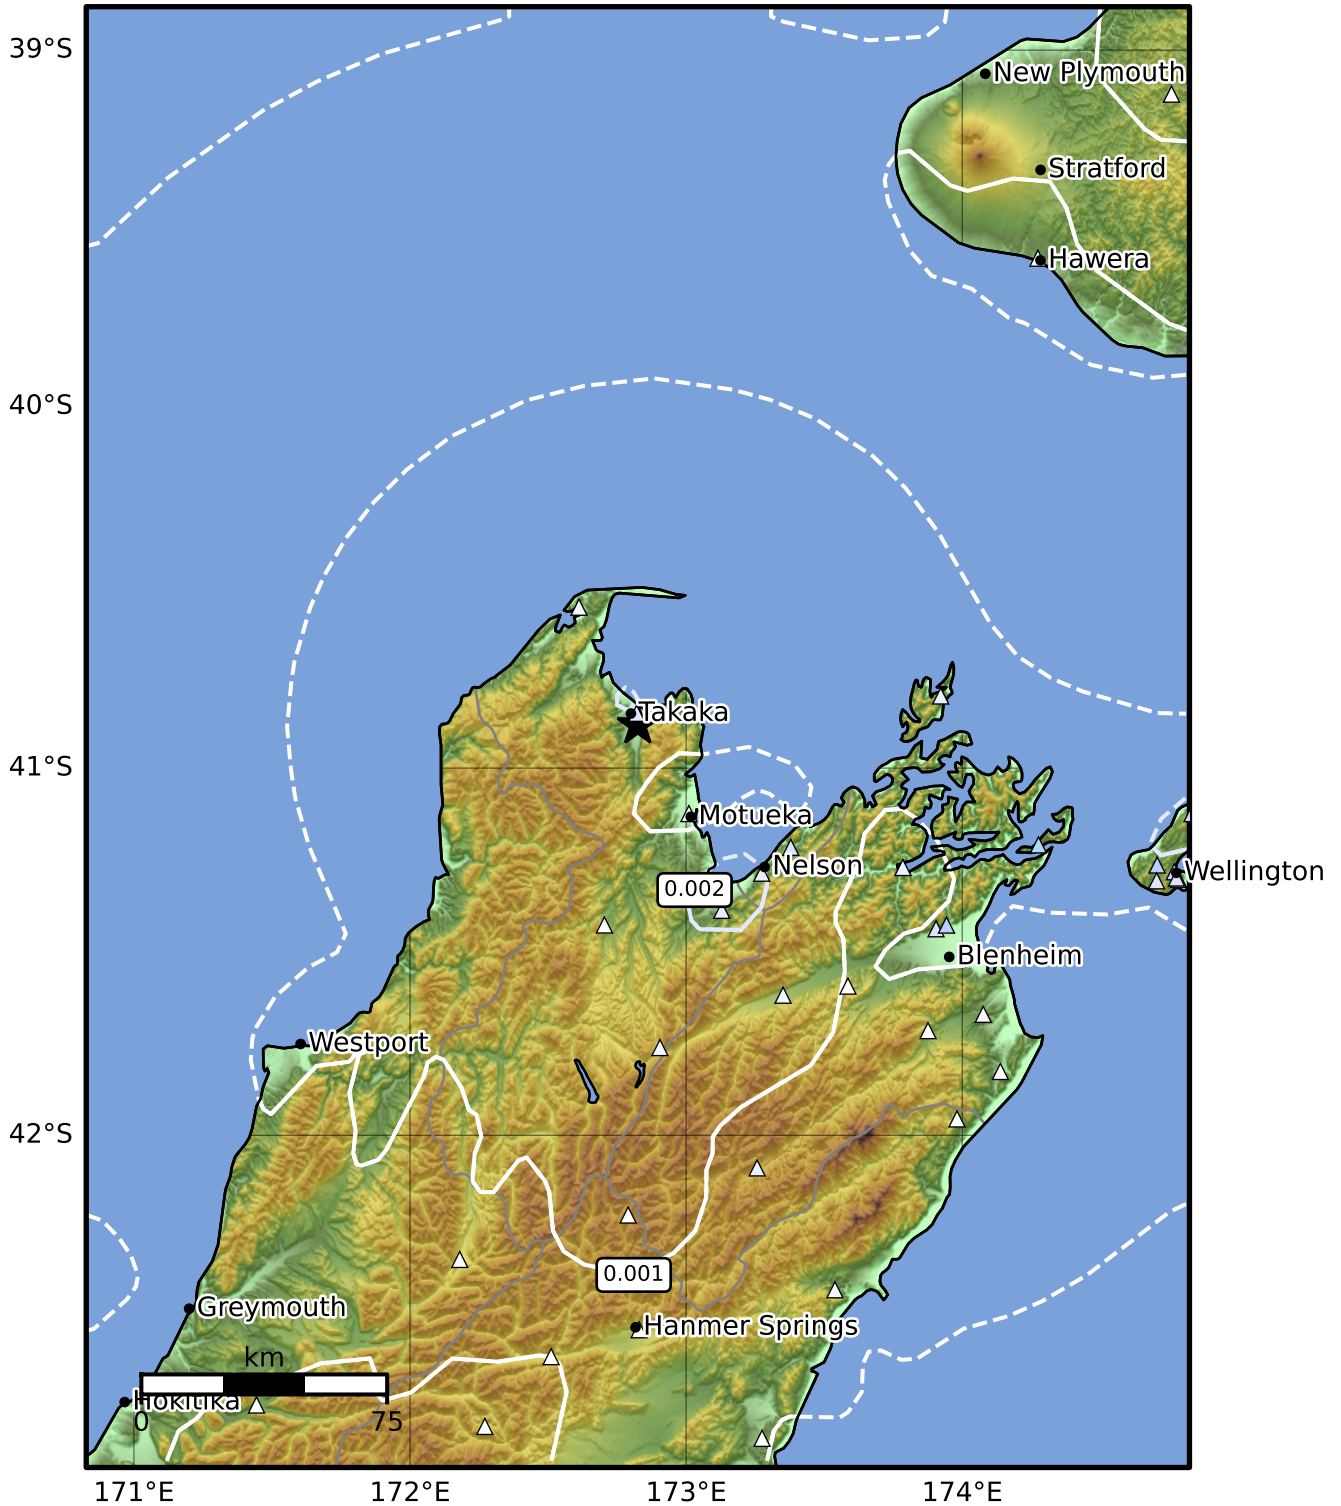 39°S
New Plymouth
Stratford
Hawera
40°S
Takaka
41°S
Motueka
Nelson
Wellington
0.002
Blenheim
Westport
42°S
0.001
Greymouth
Hanmer Springs
km
Hokitika
0 75
171°E 172°E 173°E 174°E